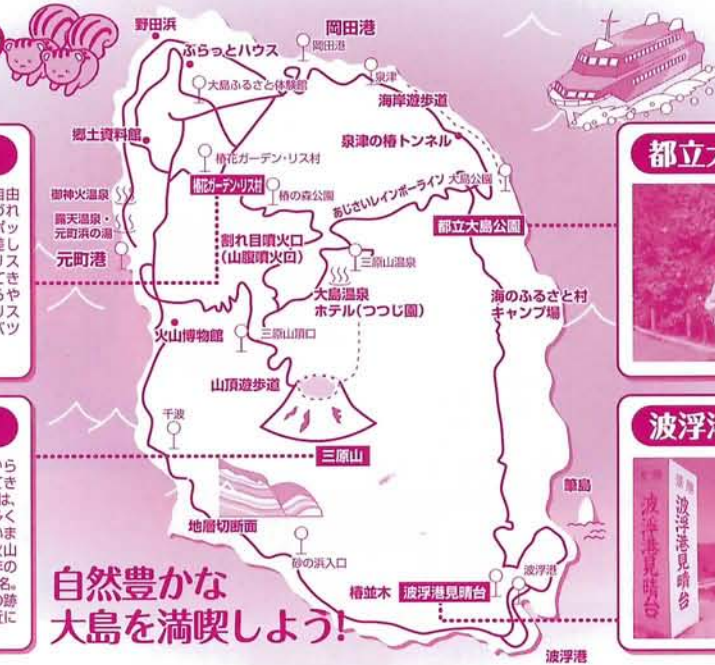 野田浜
岡田港
岡田港
ぶらっとハウス
大島ふるさと体験館
泉津
海岸遊歩道
郷土資料館
泉津の椿トンネル
椿花ガーデン・リス村
椿花ガーデン・リス村
椿の森公園
あじさいレインボーライン
大島公園
都立大島公園
御神火温泉
露天温泉・
元町浜の湯
元町港
割れ目噴火口
(山腹噴火口)
三原山温泉
大島温泉
ホテル(つつじ園)
海のふるさと村
キャンプ場
火山博物館
三原山頂口
山頂遊歩道
千波
三原山
地層切断面
筆島
砂の浜入口
椿並木
波浮港見晴台
波浮港
波浮港
自然豊かな
大島を満喫しよう!
都立大
波浮港
波浮港見晴台
波浮港見晴台